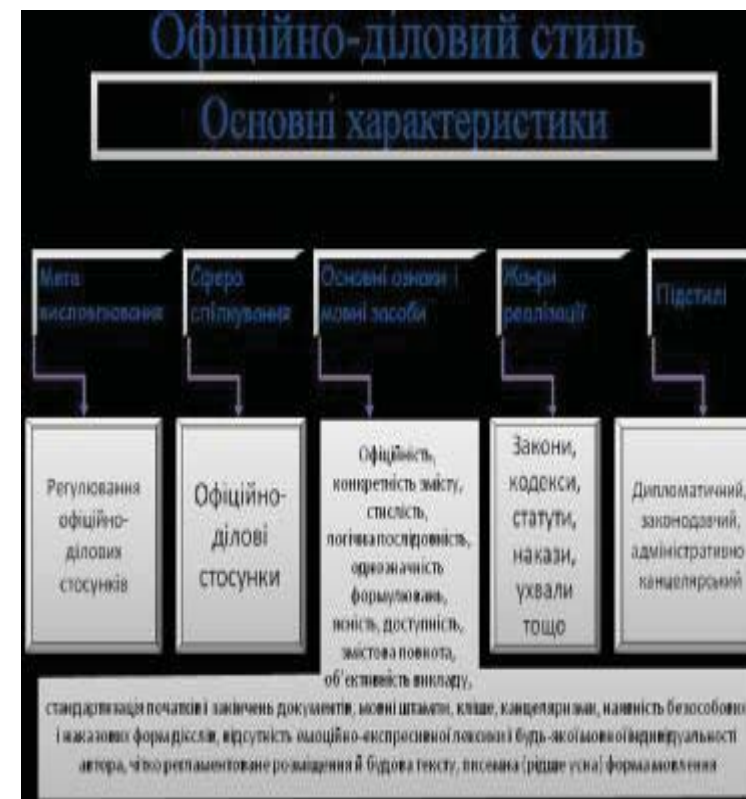 Офіційно-діловий стиль
Основні характеристики
Мета
висловлювання
Сфера
спілкування
Основні ознаки і
мовні засоби
Жанри
реалізації
Підстилі
Регулювання
офіційно-
ділових
стосунків
Офіційно-
ділові
стосунки
Офіційність,
конкретність змісту,
стислість,
логічна послідовність,
однозначність
формулювань,
ясність, доступність,
змістова повнота,
об’єктивність викладу,
стандартизація початків і закінчень документів, мовні штампи, кліше, канцеляризми, наявність безособових
і наказових форм дієслів, відсутність емоційно-експресивної лексики і будь-якої мовної індивідуальності
автора, чітко регламентоване розміщення й будова тексту, писемна (рідше усна) форма мовлення
Закони,
кодекси,
статути,
накази,
ухвали
тощо
Дипломатичний,
законодавчий,
адміністративно
канцелярський